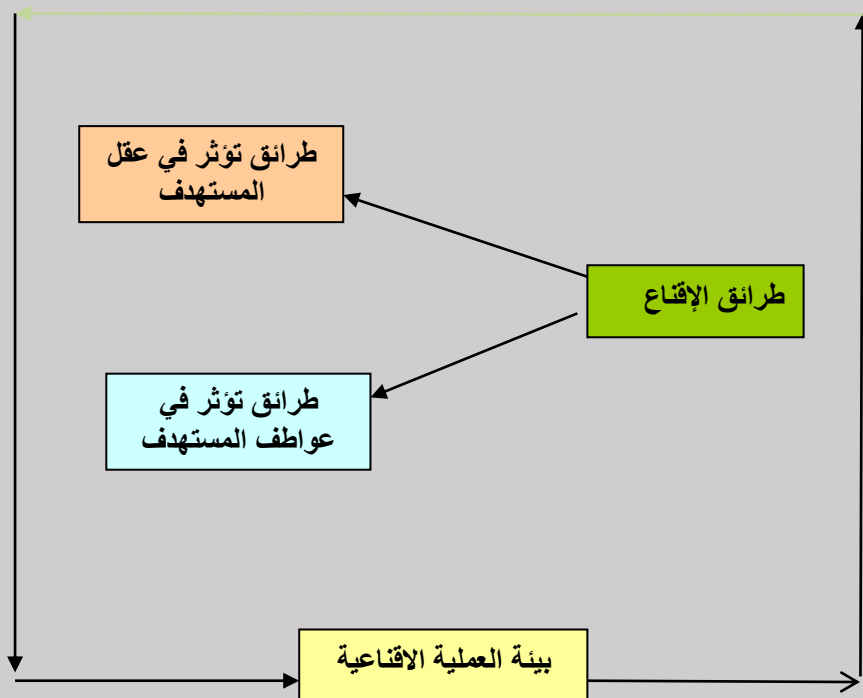 طرائق تؤثر في عقل
المستهدف
طرائق الإقناع
طرائق تؤثر في
عواطف المستهدف
بيئة العملية الاقناعية